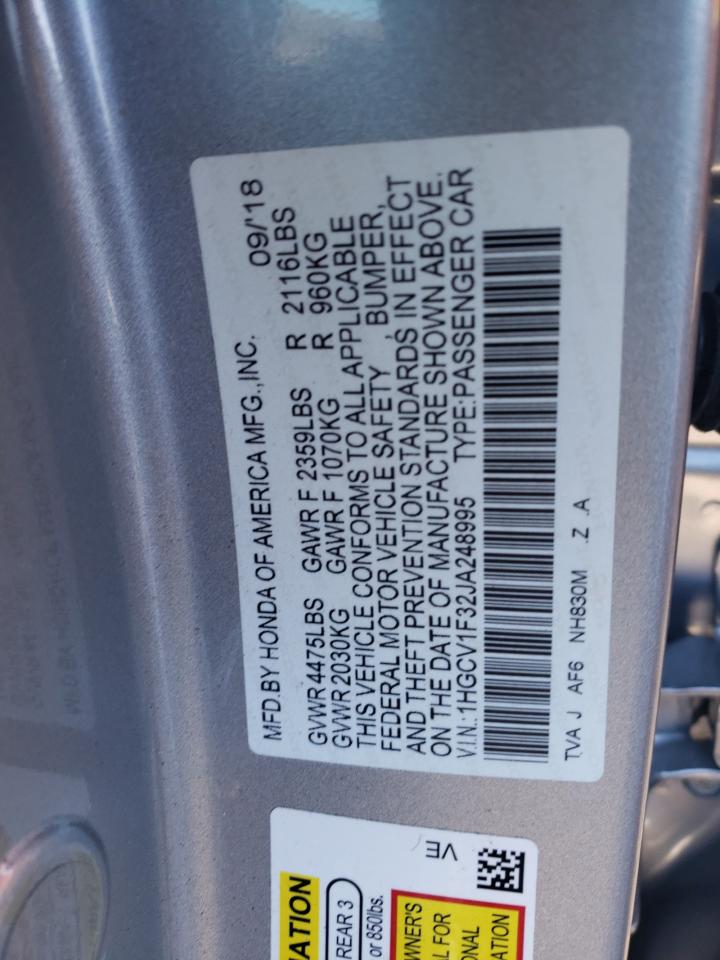 MFD.BY HONDA OF AMERICA MFG.,INC. 09/'18
GVWR 4475LBS GAWR F 2359LBS R 2116LBS
GVWR 2030KG GAWR F 1070KG R 960KG
THIS VEHICLE CONFORMS TO ALL APPLICABLE
FEDERAL MOTOR VEHICLE SAFETY, BUMPER,
AND THEFT PREVENTION STANDARDS IN EFFECT
ON THE DATE OF MANUFACTURE SHOWN ABOVE.
V.I.N.:1HGCV1F32JA248995 TYPE:PASSENGER CAR
TVA J AF6 NH830M .Z .A
VE
REAR 3
or 850lbs.